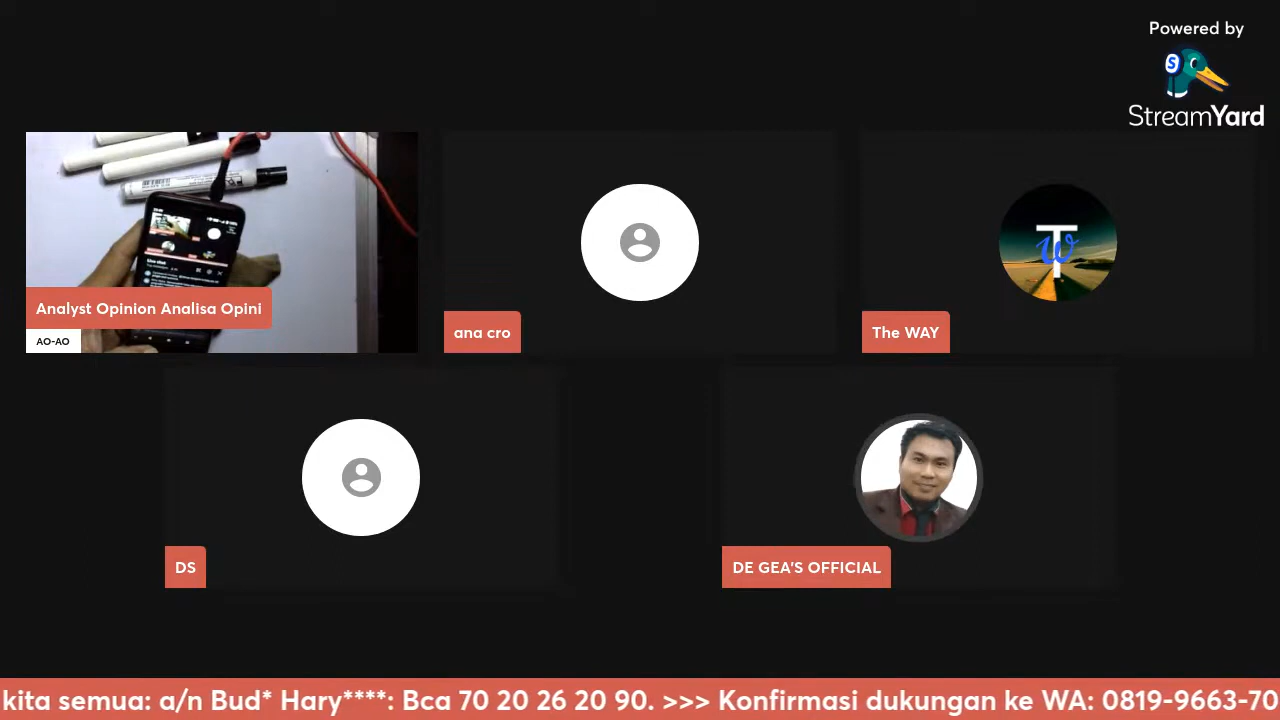 Powered by
StreamYard
Analyst Opinion Analisa Opini
AO-AO
ana cro
Tw
The WAY
DS
DE GEA'S OFFICIAL
kita semua: a/n Bud* Hary****: Bca 70 20 26 20 90. >>> Konfirmasi dukungan ke WA: 0819-9663-70